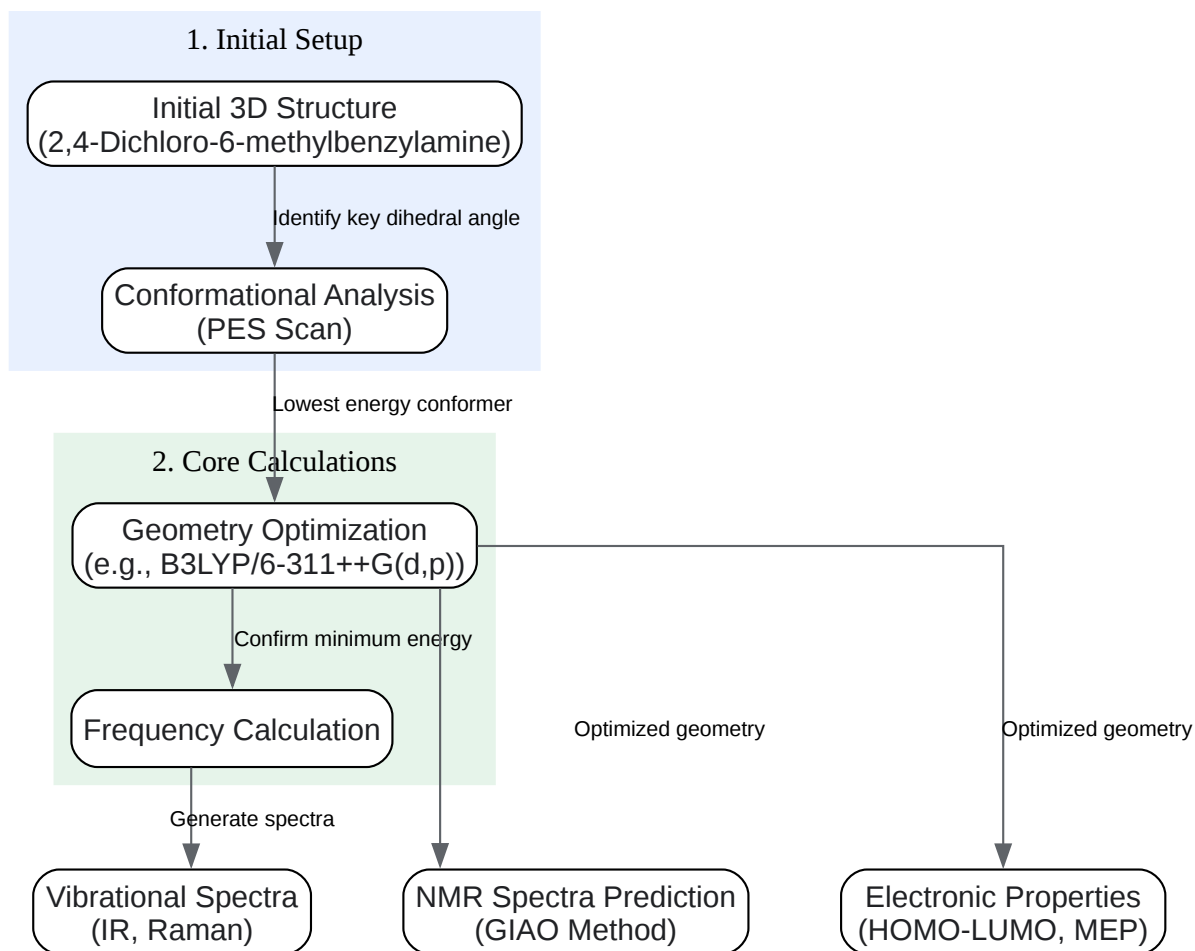 1. Initial Setup
Initial 3D Structure
(2,4-Dichloro-6-methylbenzylamine)
Identify key dihedral angle
Conformational Analysis
(PES Scan)
Lowest energy conformer
2. Core Calculations
Geometry Optimization
(e.g., B3LYP/6-311++G(d,p))
Confirm minimum energy
Frequency Calculation
Optimized geometry
Optimized geometry
Generate spectra
Vibrational Spectra
(IR, Raman)
NMR Spectra Prediction
(GIAO Method)
Electronic Properties
(HOMO-LUMO, MEP)